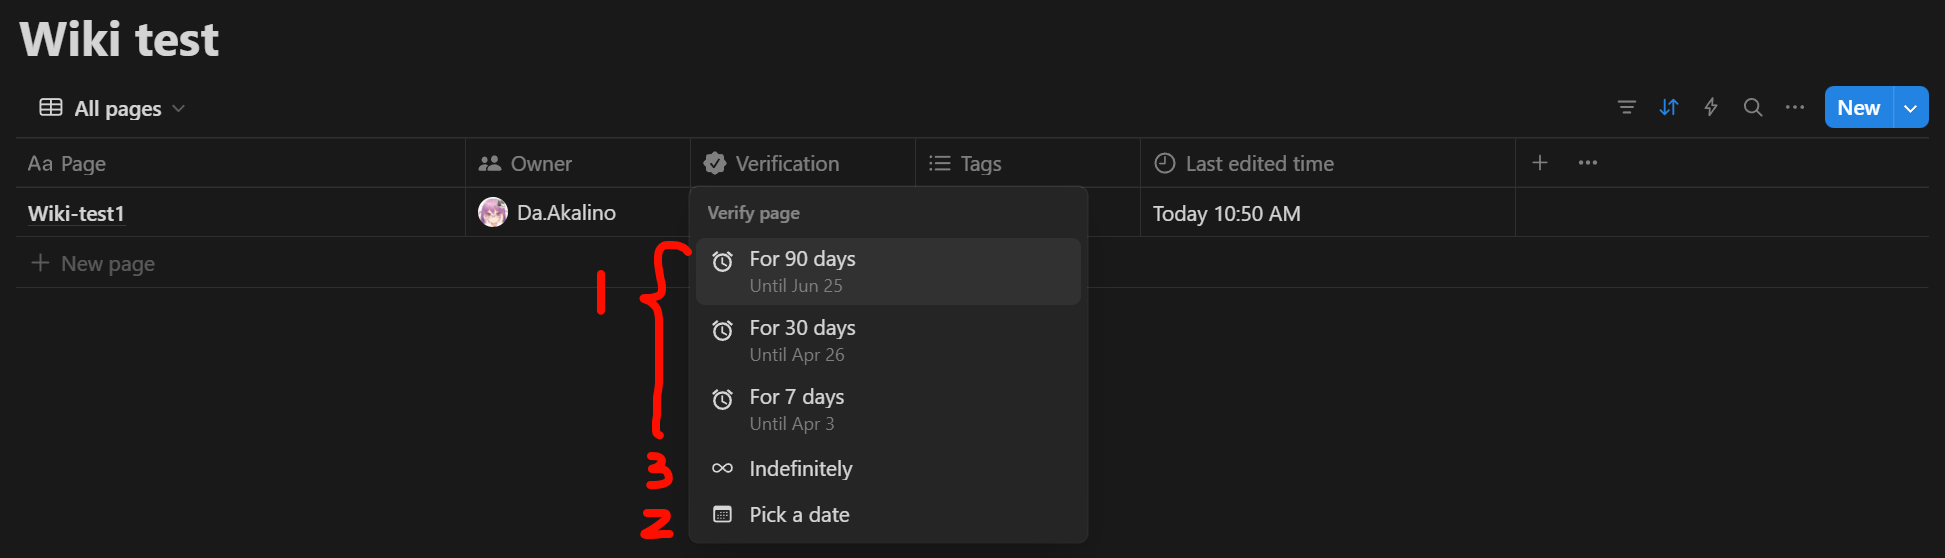 Wiki test
All pages
New
Aa Page
Owner
Verification
Tags
Last edited time
Wiki-test1
Da.Akalino
Today 10:50 AM
New page
Verify page
1
For 90 days
Until Jun 25
For 30 days
Until Apr 26
For 7 days
Until Apr 3
3
Indefinitely
2
Pick a date